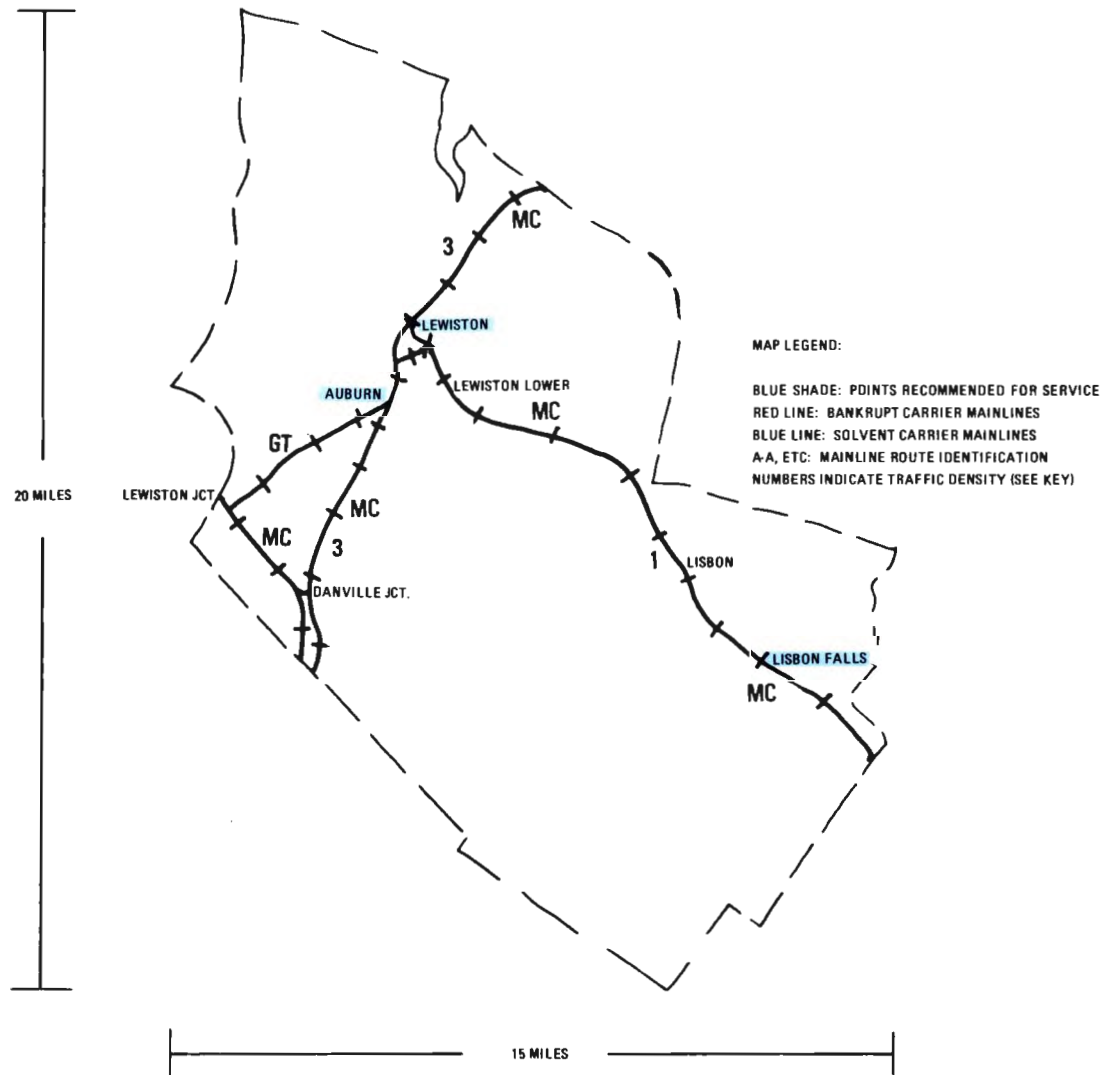 MC
3
LEWISTON
AUBURN
LEWISTON LOWER
MC
GT
LEWISTON JCT.
MC
MC
3
DANVILLE JCT.
1
LISBON
LISBON FALLS
MC
20 MILES
15 MILES
MAP LEGEND:
BLUE SHADE: POINTS RECOMMENDED FOR SERVICE
RED LINE: BANKRUPT CARRIER MAINLINES
BLUE LINE: SOLVENT CARRIER MAINLINES
A-A, ETC: MAINLINE ROUTE IDENTIFICATION
NUMBERS INDICATE TRAFFIC DENSITY (SEE KEY)